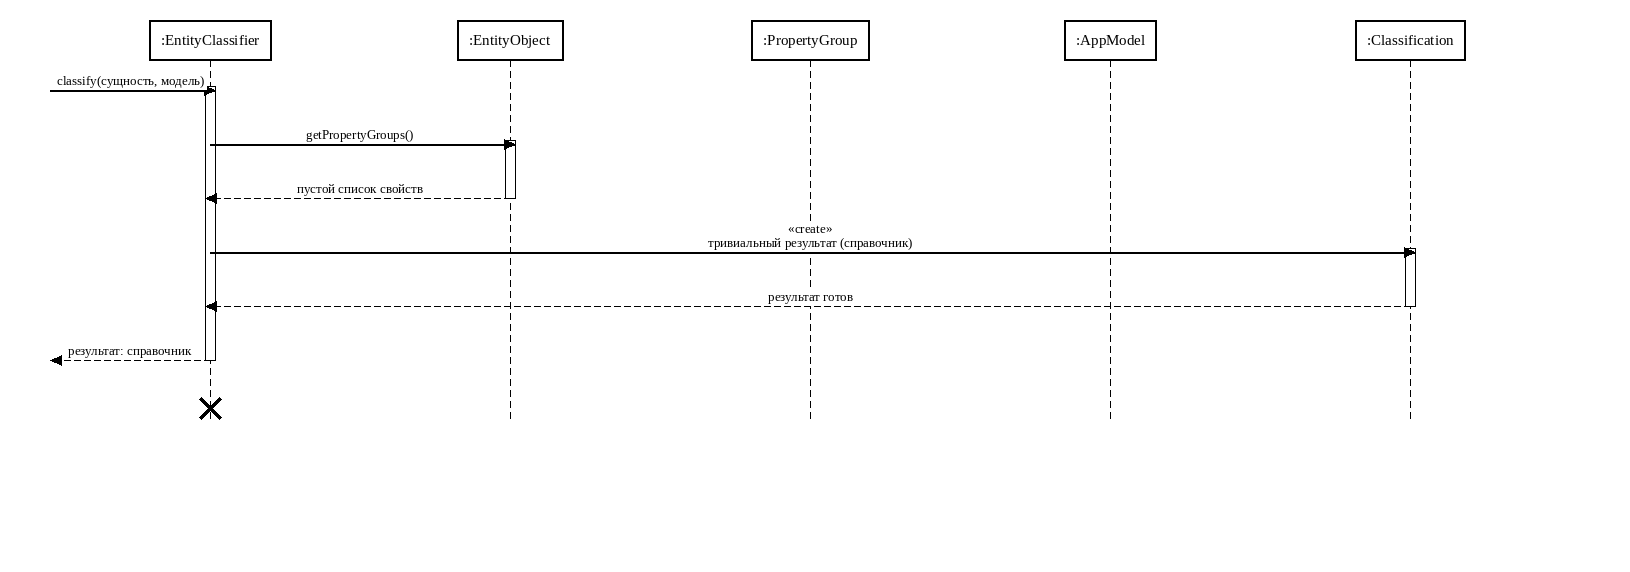 :EntityClassifier
:EntityObject
:PropertyGroup
:AppModel
:Classification
classify(сущность, модель)
getPropertyGroups()
пустой список свойств
«create»
тривиальный результат (справочник)
результат готов
результат: справочник